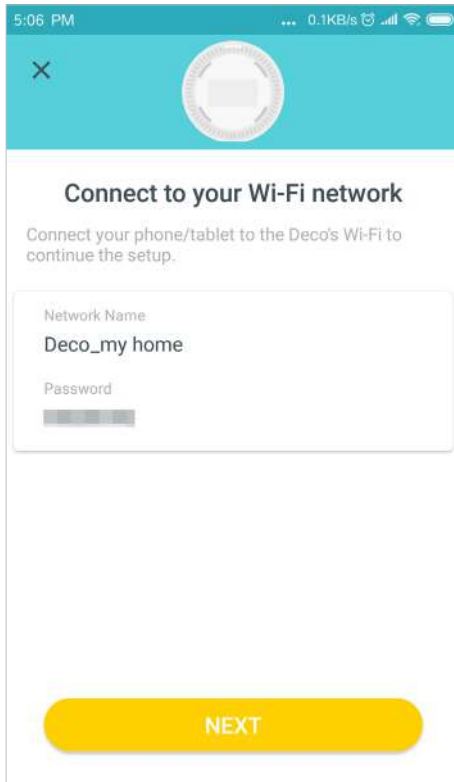 5:06 PM ... 0.1KB/s
Connect to your Wi-Fi network
Connect your phone/tablet to the Deco's Wi-Fi to
continue the setup.
Network Name
Deco_my home
Password
NEXT